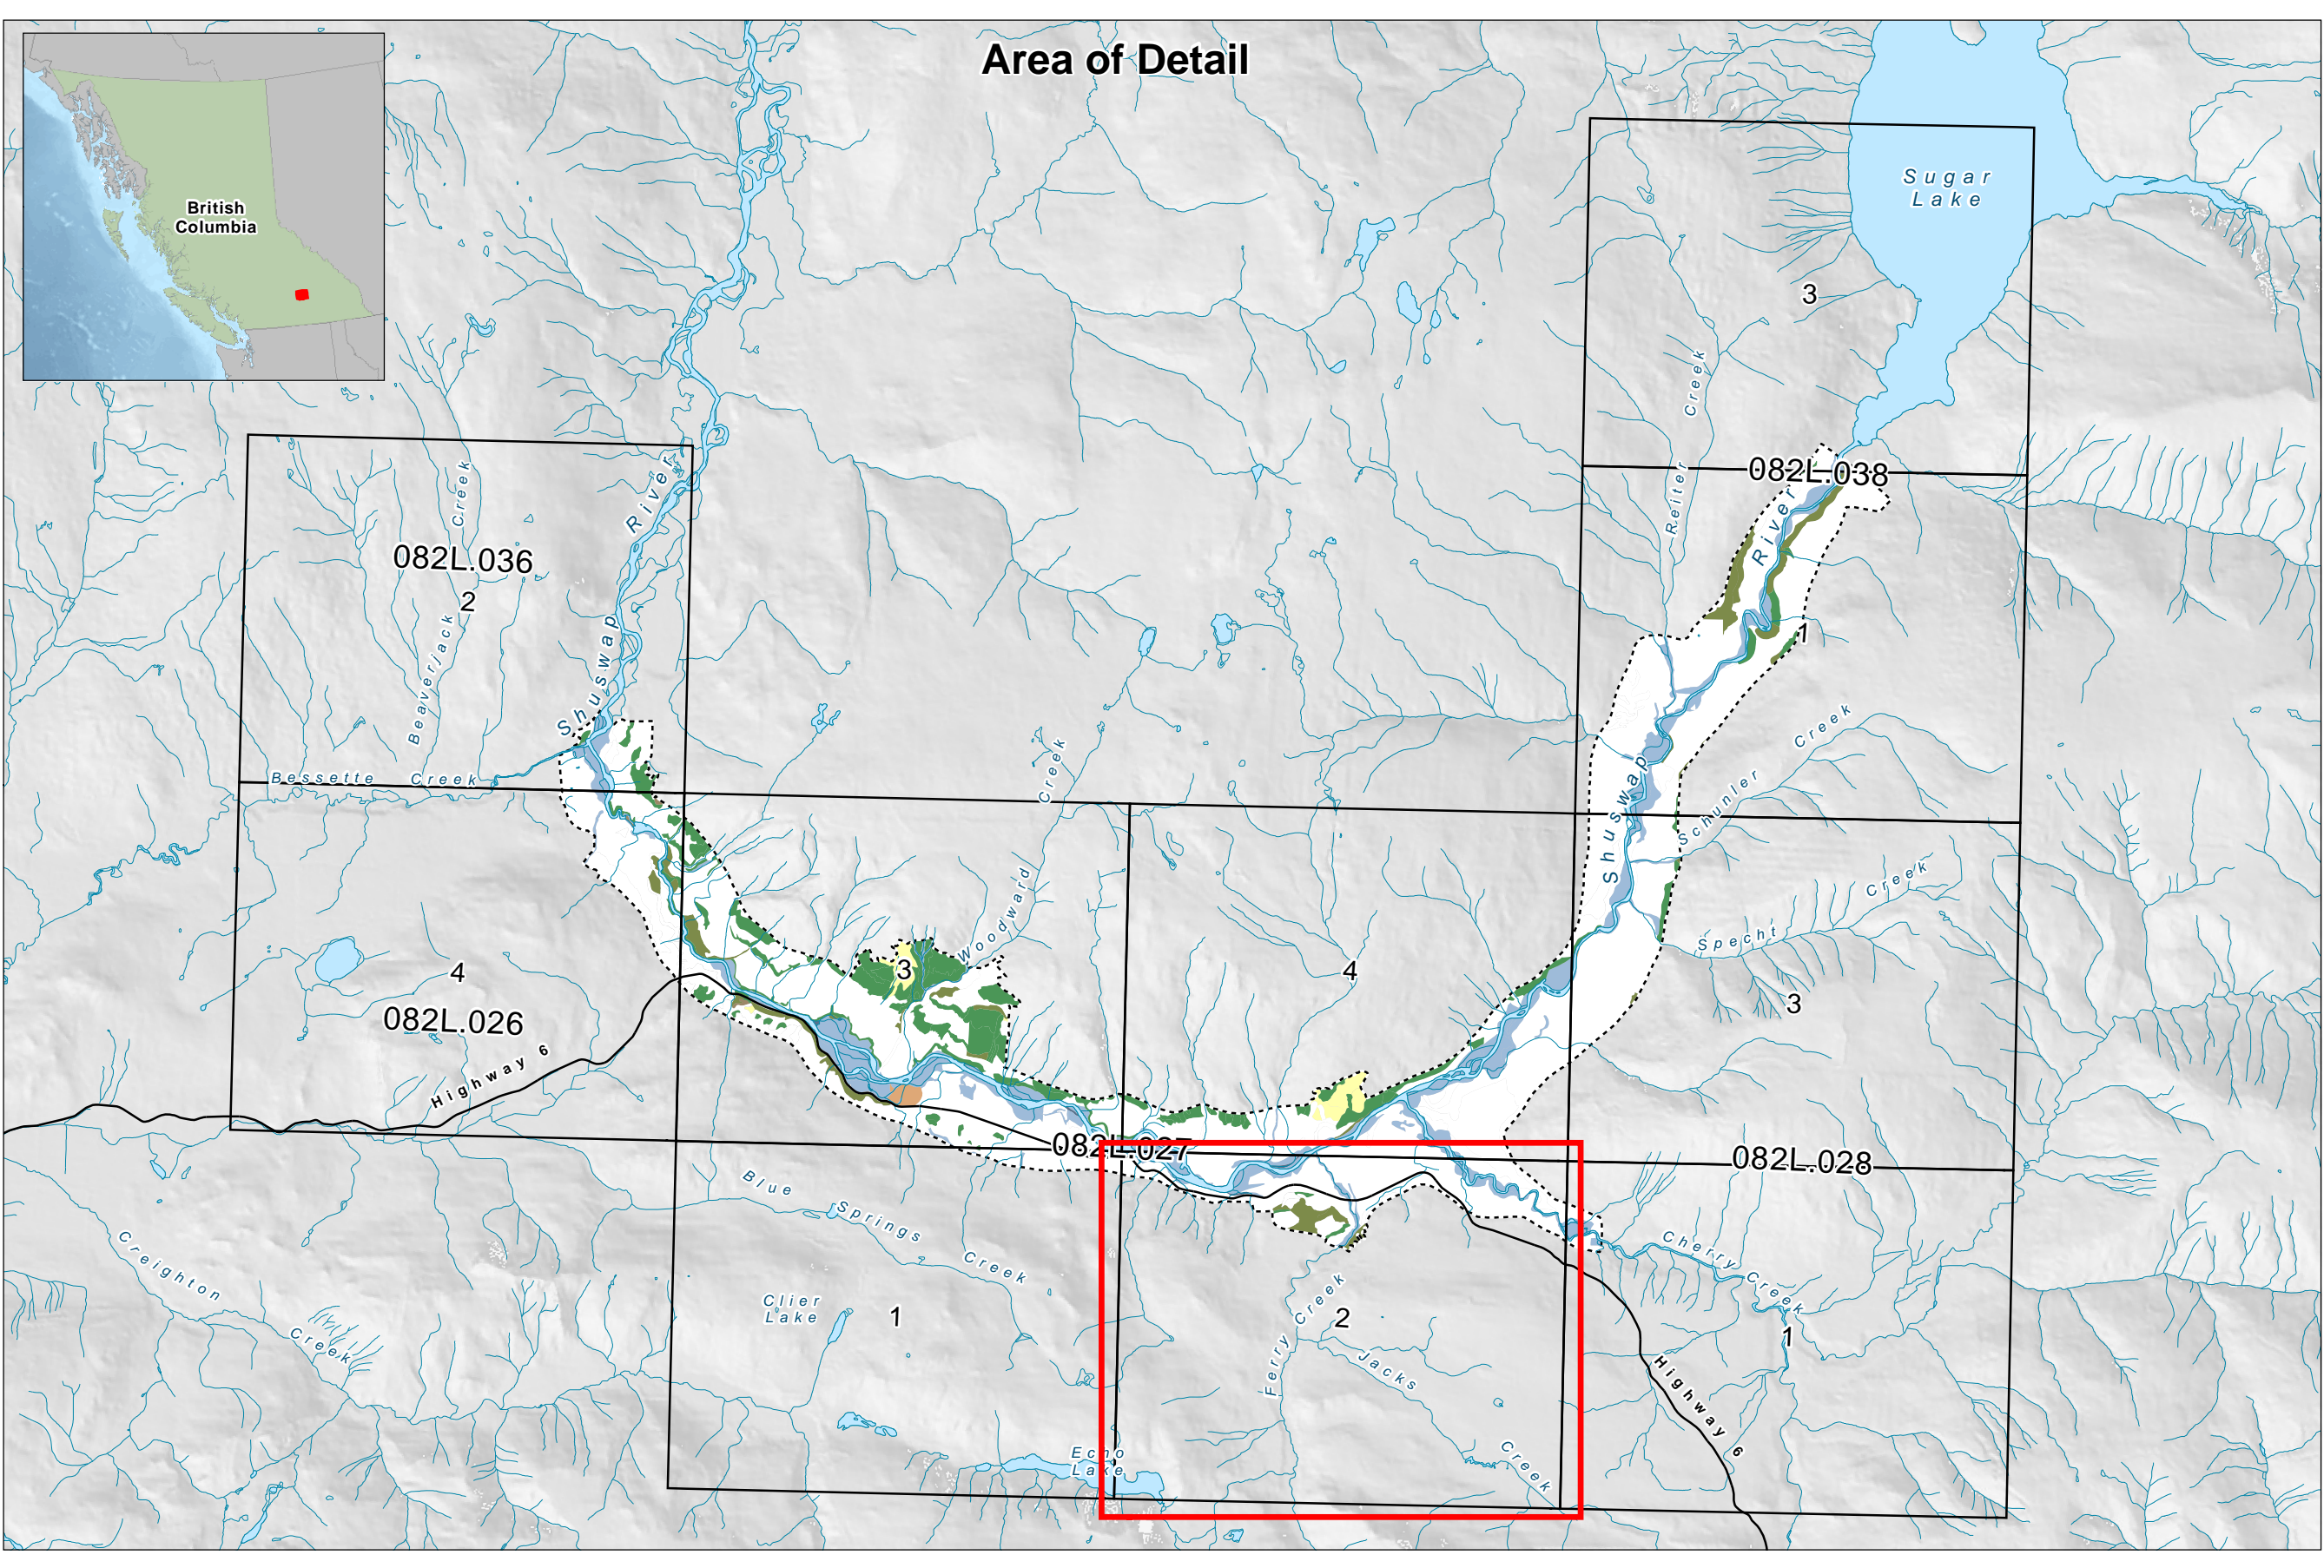 Area of Detail
British
Columbia
Sugar
Lake
3
Reiter Creek
082L.038
Shuswap River
Beaverjack Creek
082L.036
2
River
1
Shuswap
Schunler Creek
Bessette Creek
Woodward Creek
Shuswap
Specht Creek
3
4
4
3
082L.026
Highway 6
082L.027
082L.028
Blue Springs Creek
Creighton Creek
Cherry Creek
Clier
Lake
1
Ferry Creek
2
1
Jacks Creek
Highway 6
Echo
Lake